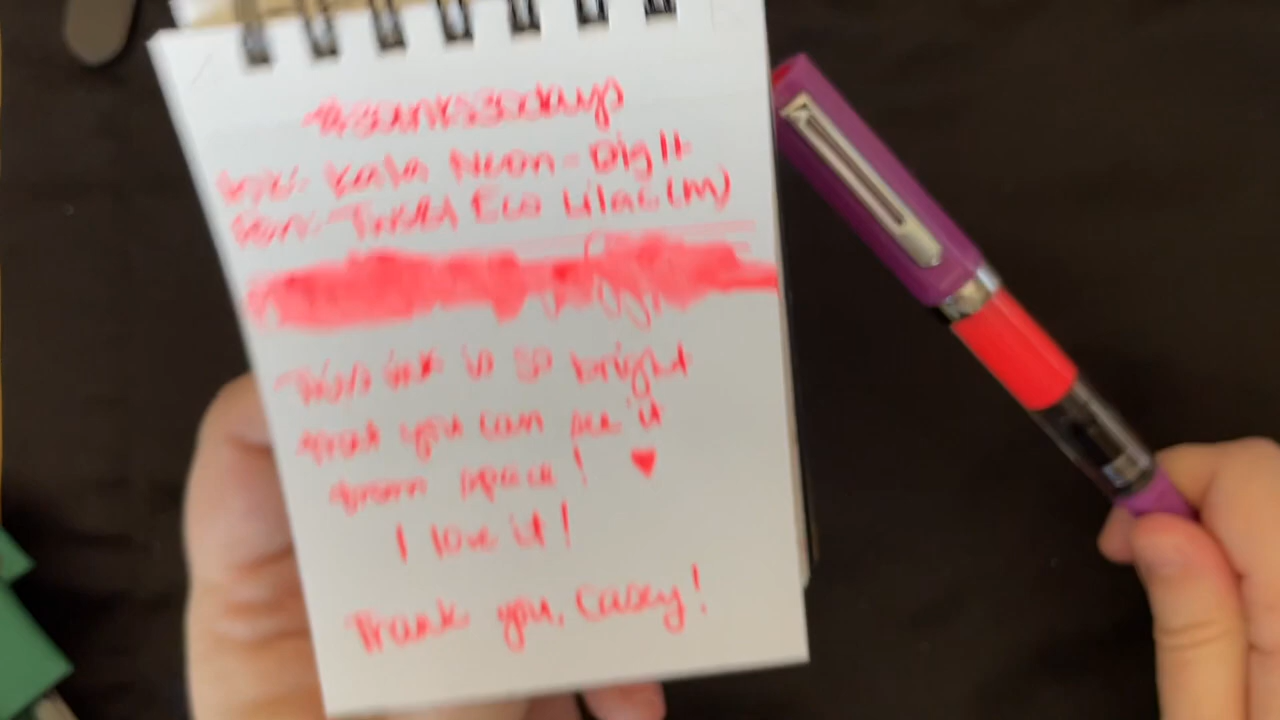 #30inks30days
Ink: Kala Neon-Digit
Pen: TWSBI Eco Lilac (M)
This ink is so bright
that you can see it
from space! ♥
I love it!
Thank you, Casey!